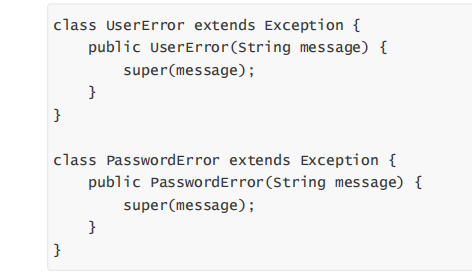 class UserError extends Exception {
    public UserError(String message) {
        super(message);
    }
}

class PasswordError extends Exception {
    public PasswordError(String message) {
        super(message);
    }
}